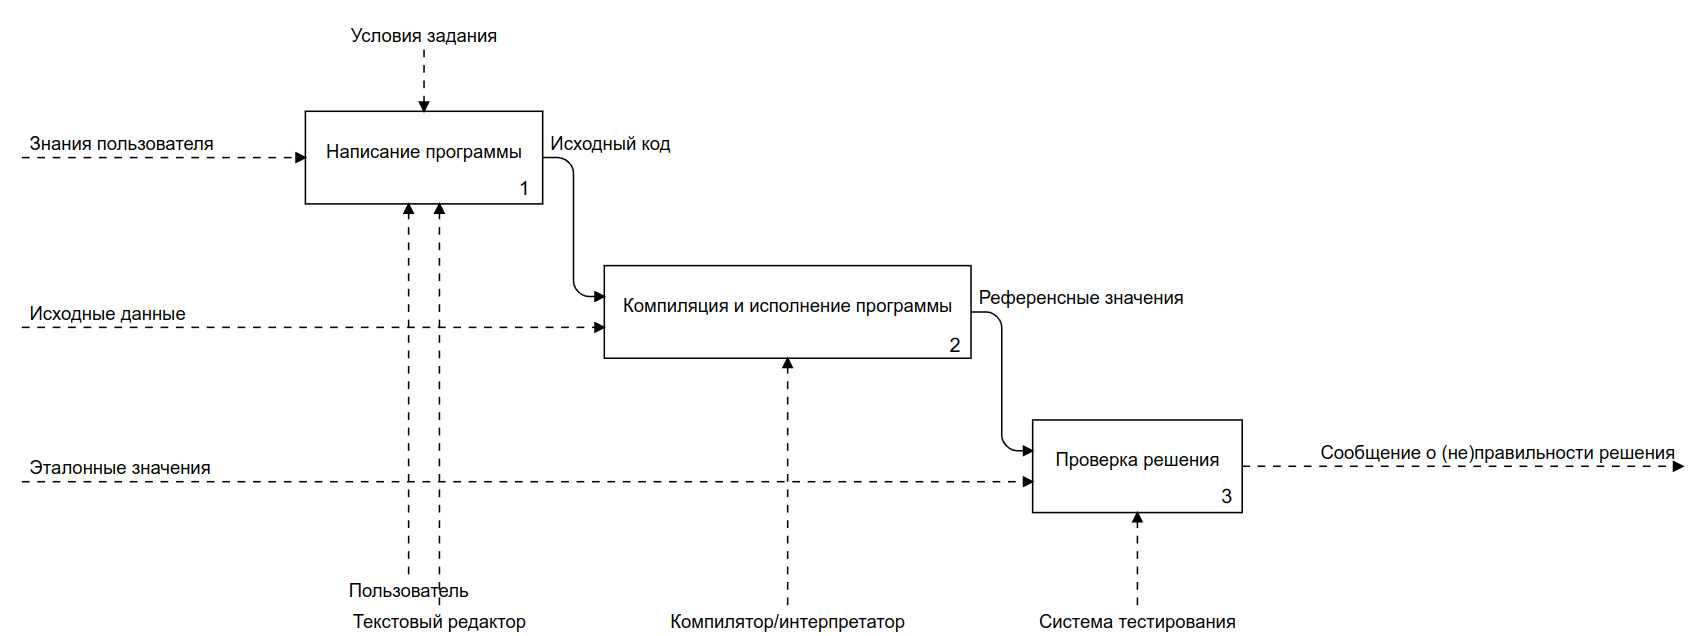 Условия задания
Знания пользователя
Написание программы
1
Исходный код
Исходные данные
Компиляция и исполнение программы
2
Референсные значения
Эталонные значения
Проверка решения
3
Сообщение о (не)правильности решения
Пользователь
Текстовый редактор
Компилятор/интерпретатор
Система тестирования